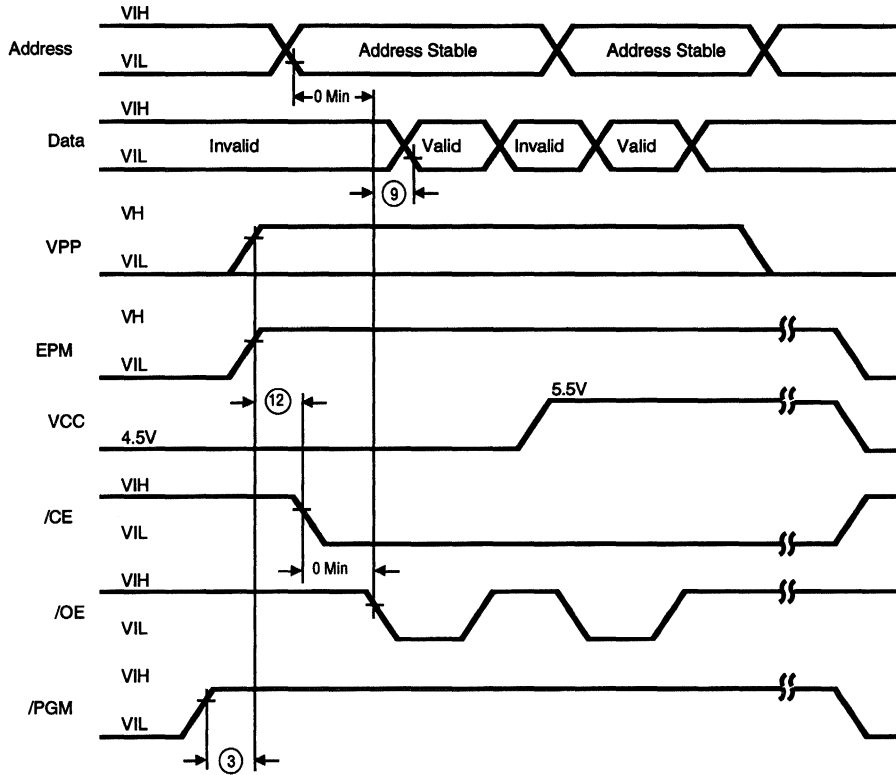 VIH
Address
Address Stable
Address Stable
VIL
0 Min
VIH
Data
Invalid
Valid
Invalid
Valid
VIL
9
VH
VPP
VIL
VH
EPM
VIL
12
5.5V
VCC
4.5V
VIH
/CE
VIL
0 Min
VIH
/OE
VIL
VIH
/PGM
VIL
3